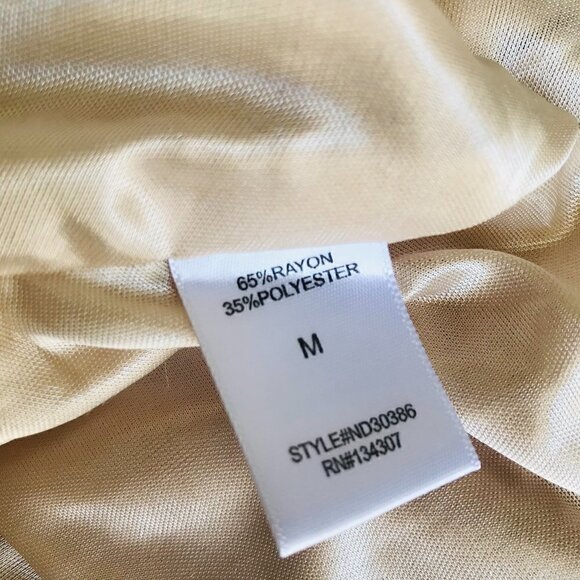 65%RAYON
35%POLYESTER
M
STYLE#ND30386
RN#134307